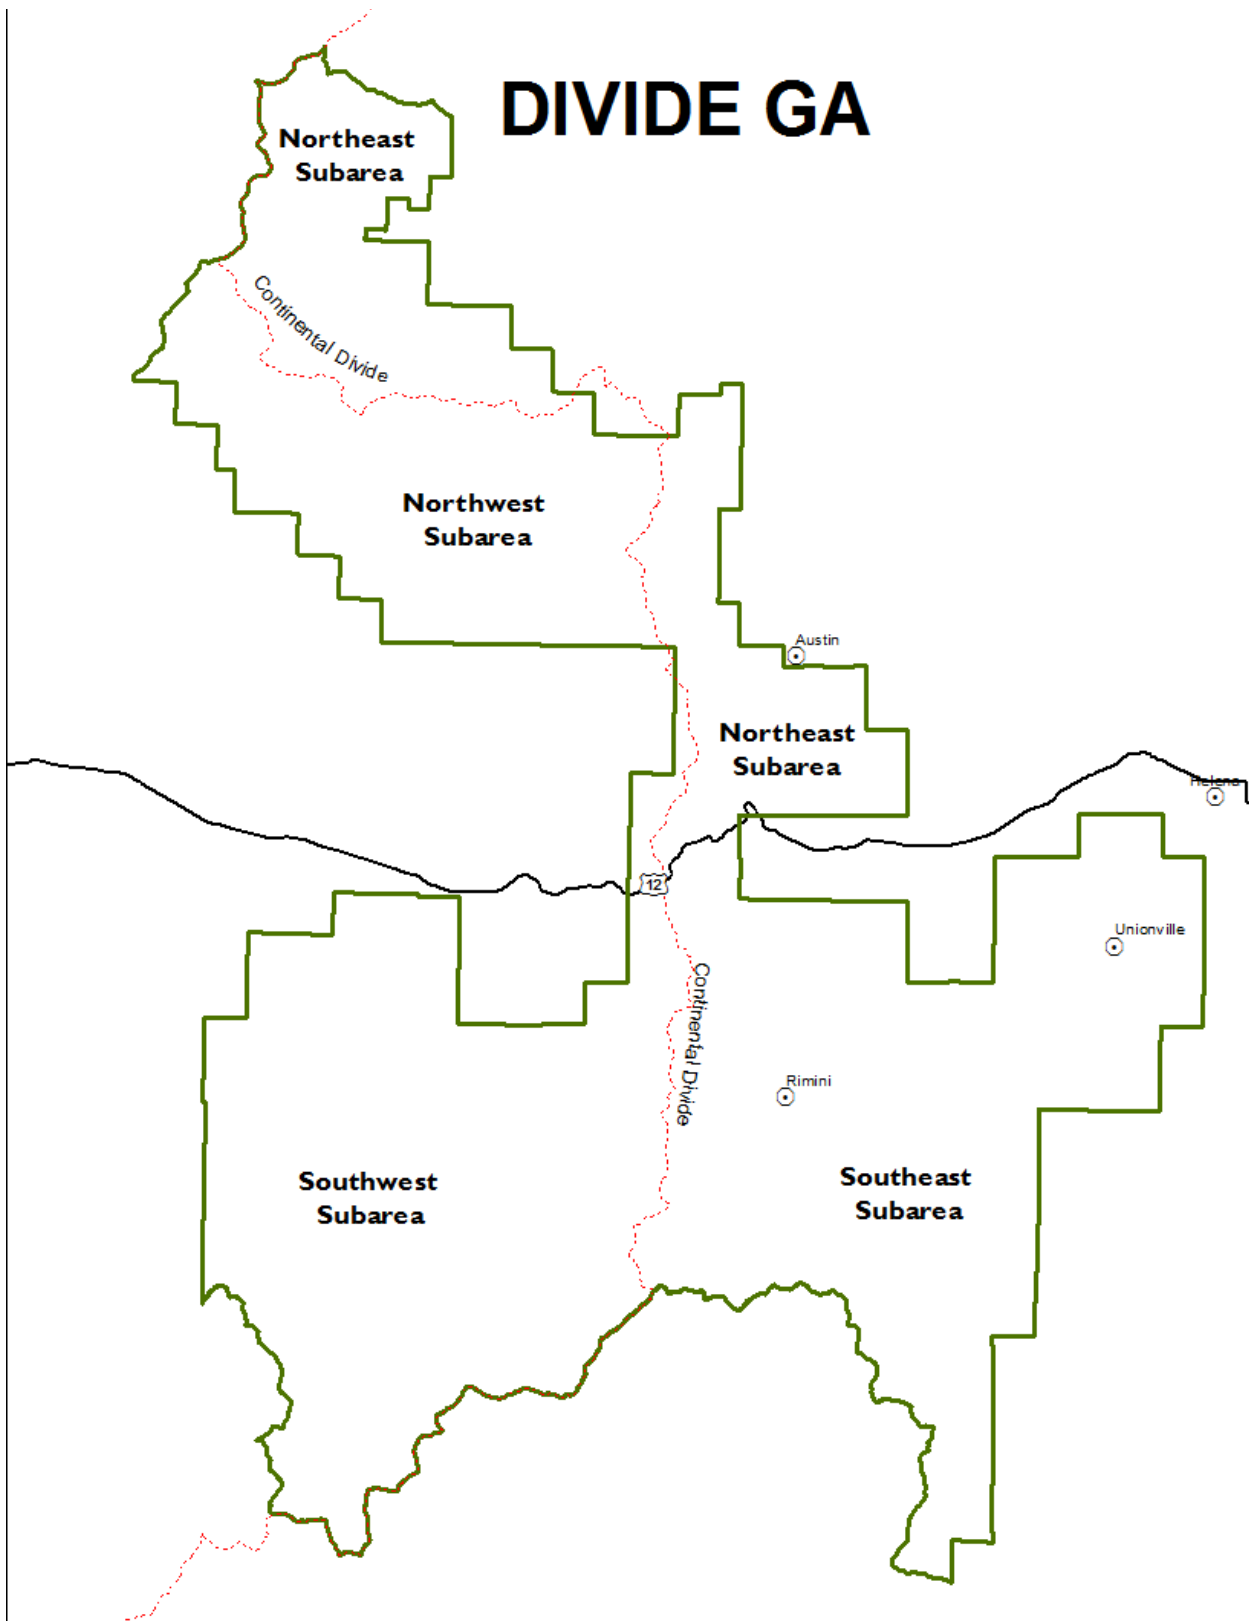 DIVIDE GA
Northeast
Subarea
Continental Divide
Northwest
Subarea
Austin
Northeast
Subarea
Helena
12
Unionville
Continental Divide
Rimini
Southwest
Subarea
Southeast
Subarea